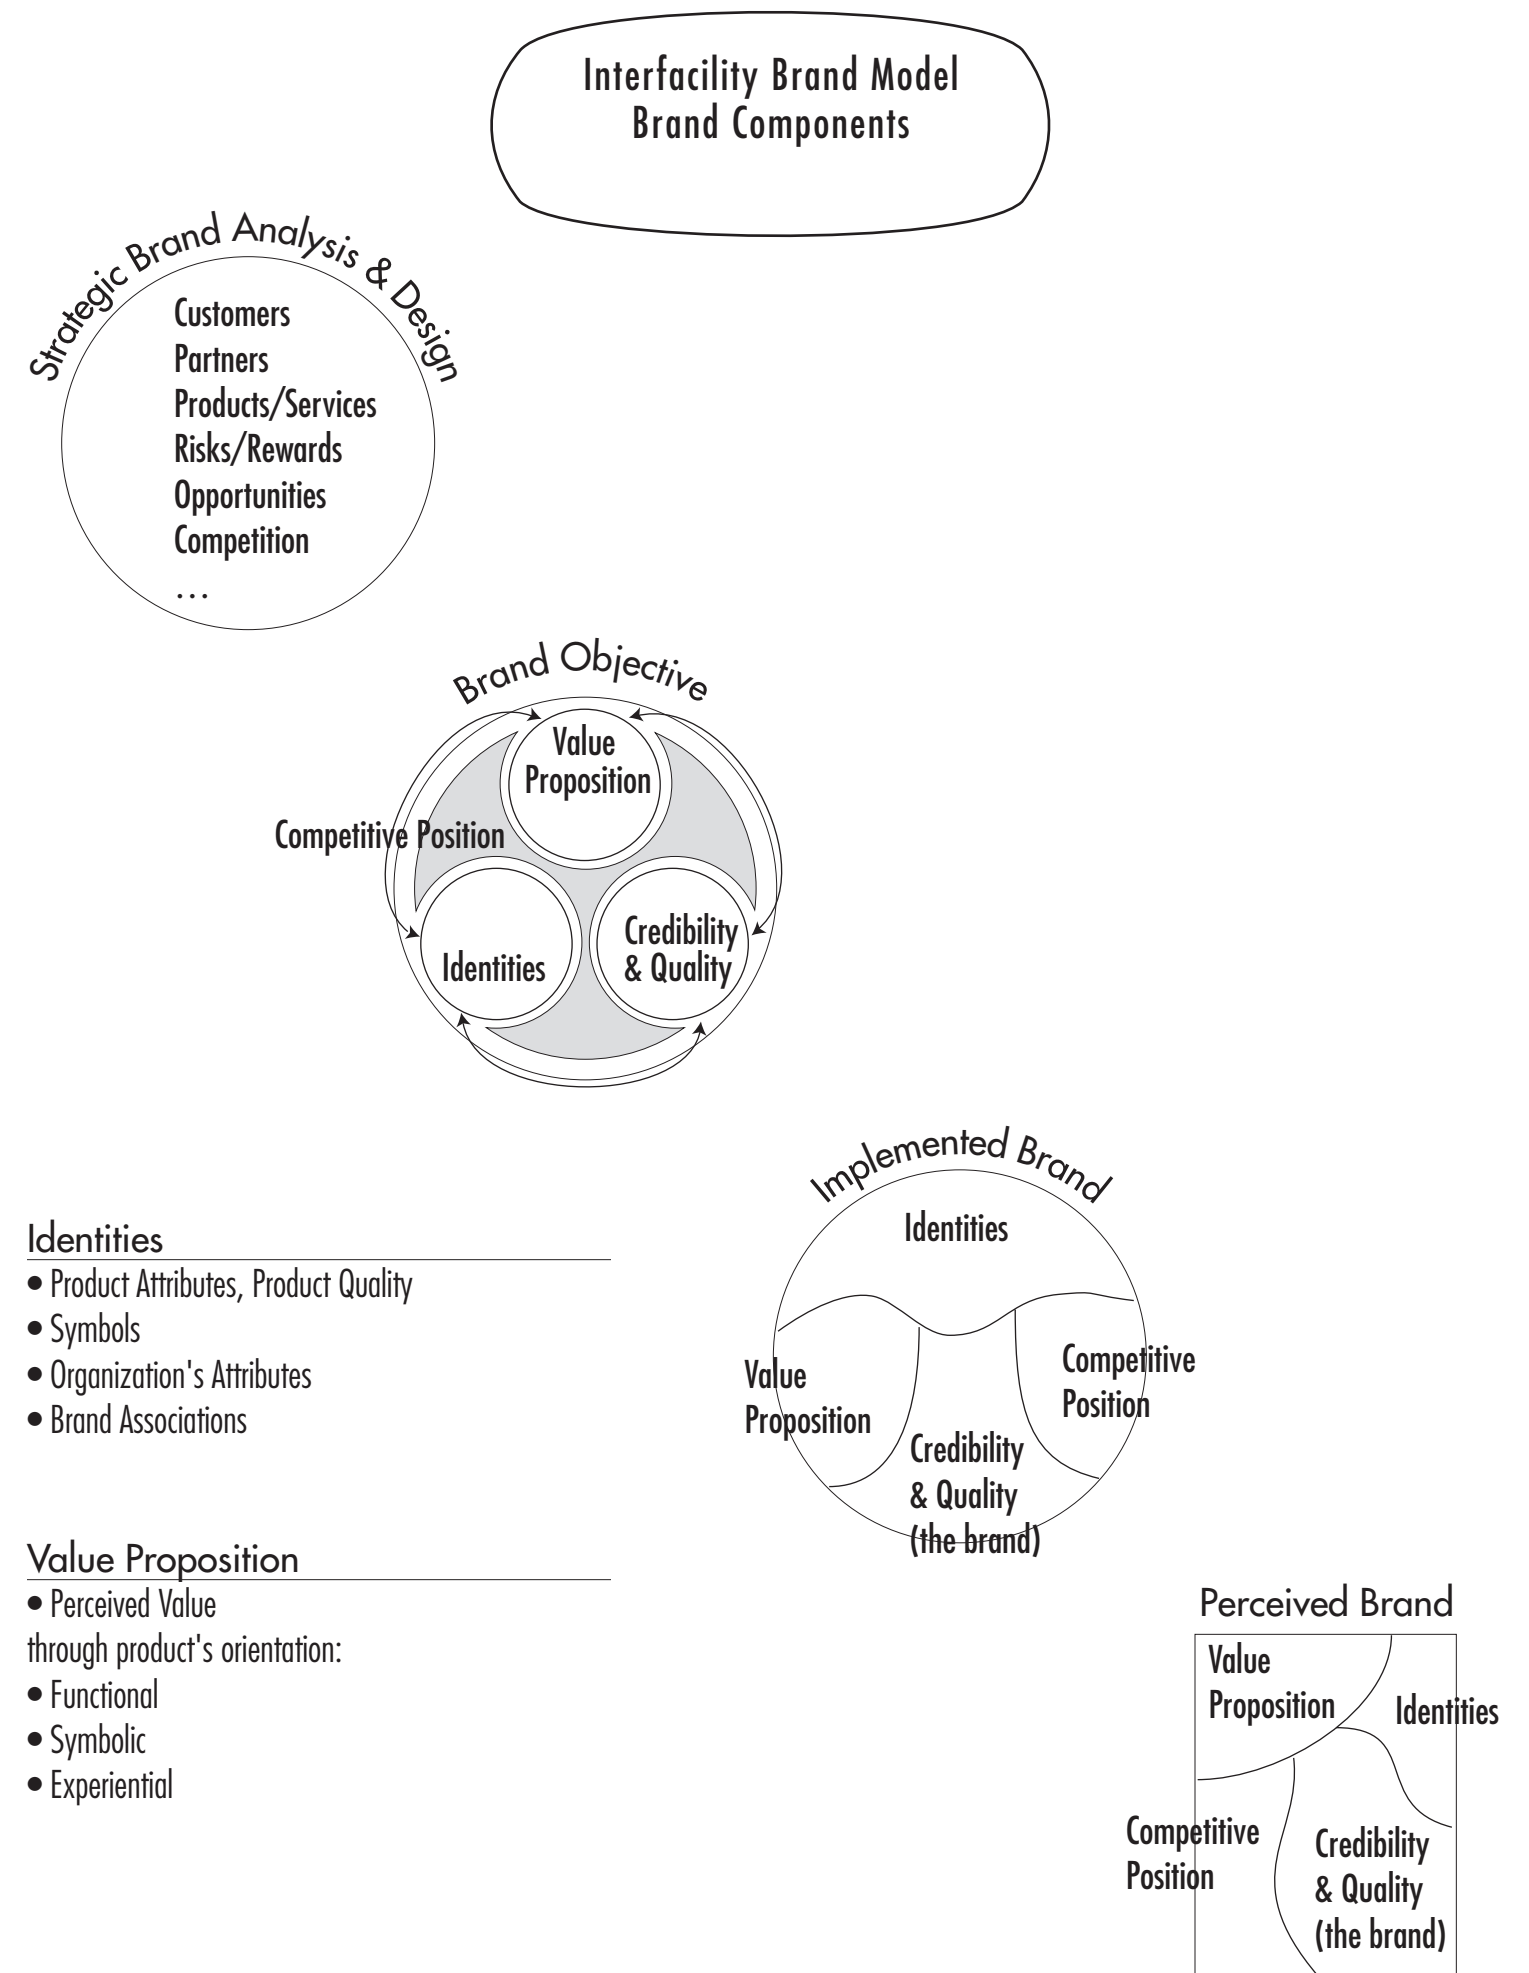 Interfacility Brand Model
Brand Components
Strategic Brand Analysis & Design
Customers
Partners
Products/Services
Risks/Rewards
Opportunities
Competition
...
Brand Objective
Value
Proposition
Competitive Position
Identities
Credibility
& Quality
Implemented Brand
Identities
Value
Proposition
Competitive
Position
Credibility
& Quality
(the brand)
Identities
• Product Attributes, Product Quality
• Symbols
• Organization's Attributes
• Brand Associations
Value Proposition
• Perceived Value
through product's orientation:
• Functional
• Symbolic
• Experiential
Perceived Brand
Value
Proposition
Identities
Competitive
Position
Credibility
& Quality
(the brand)